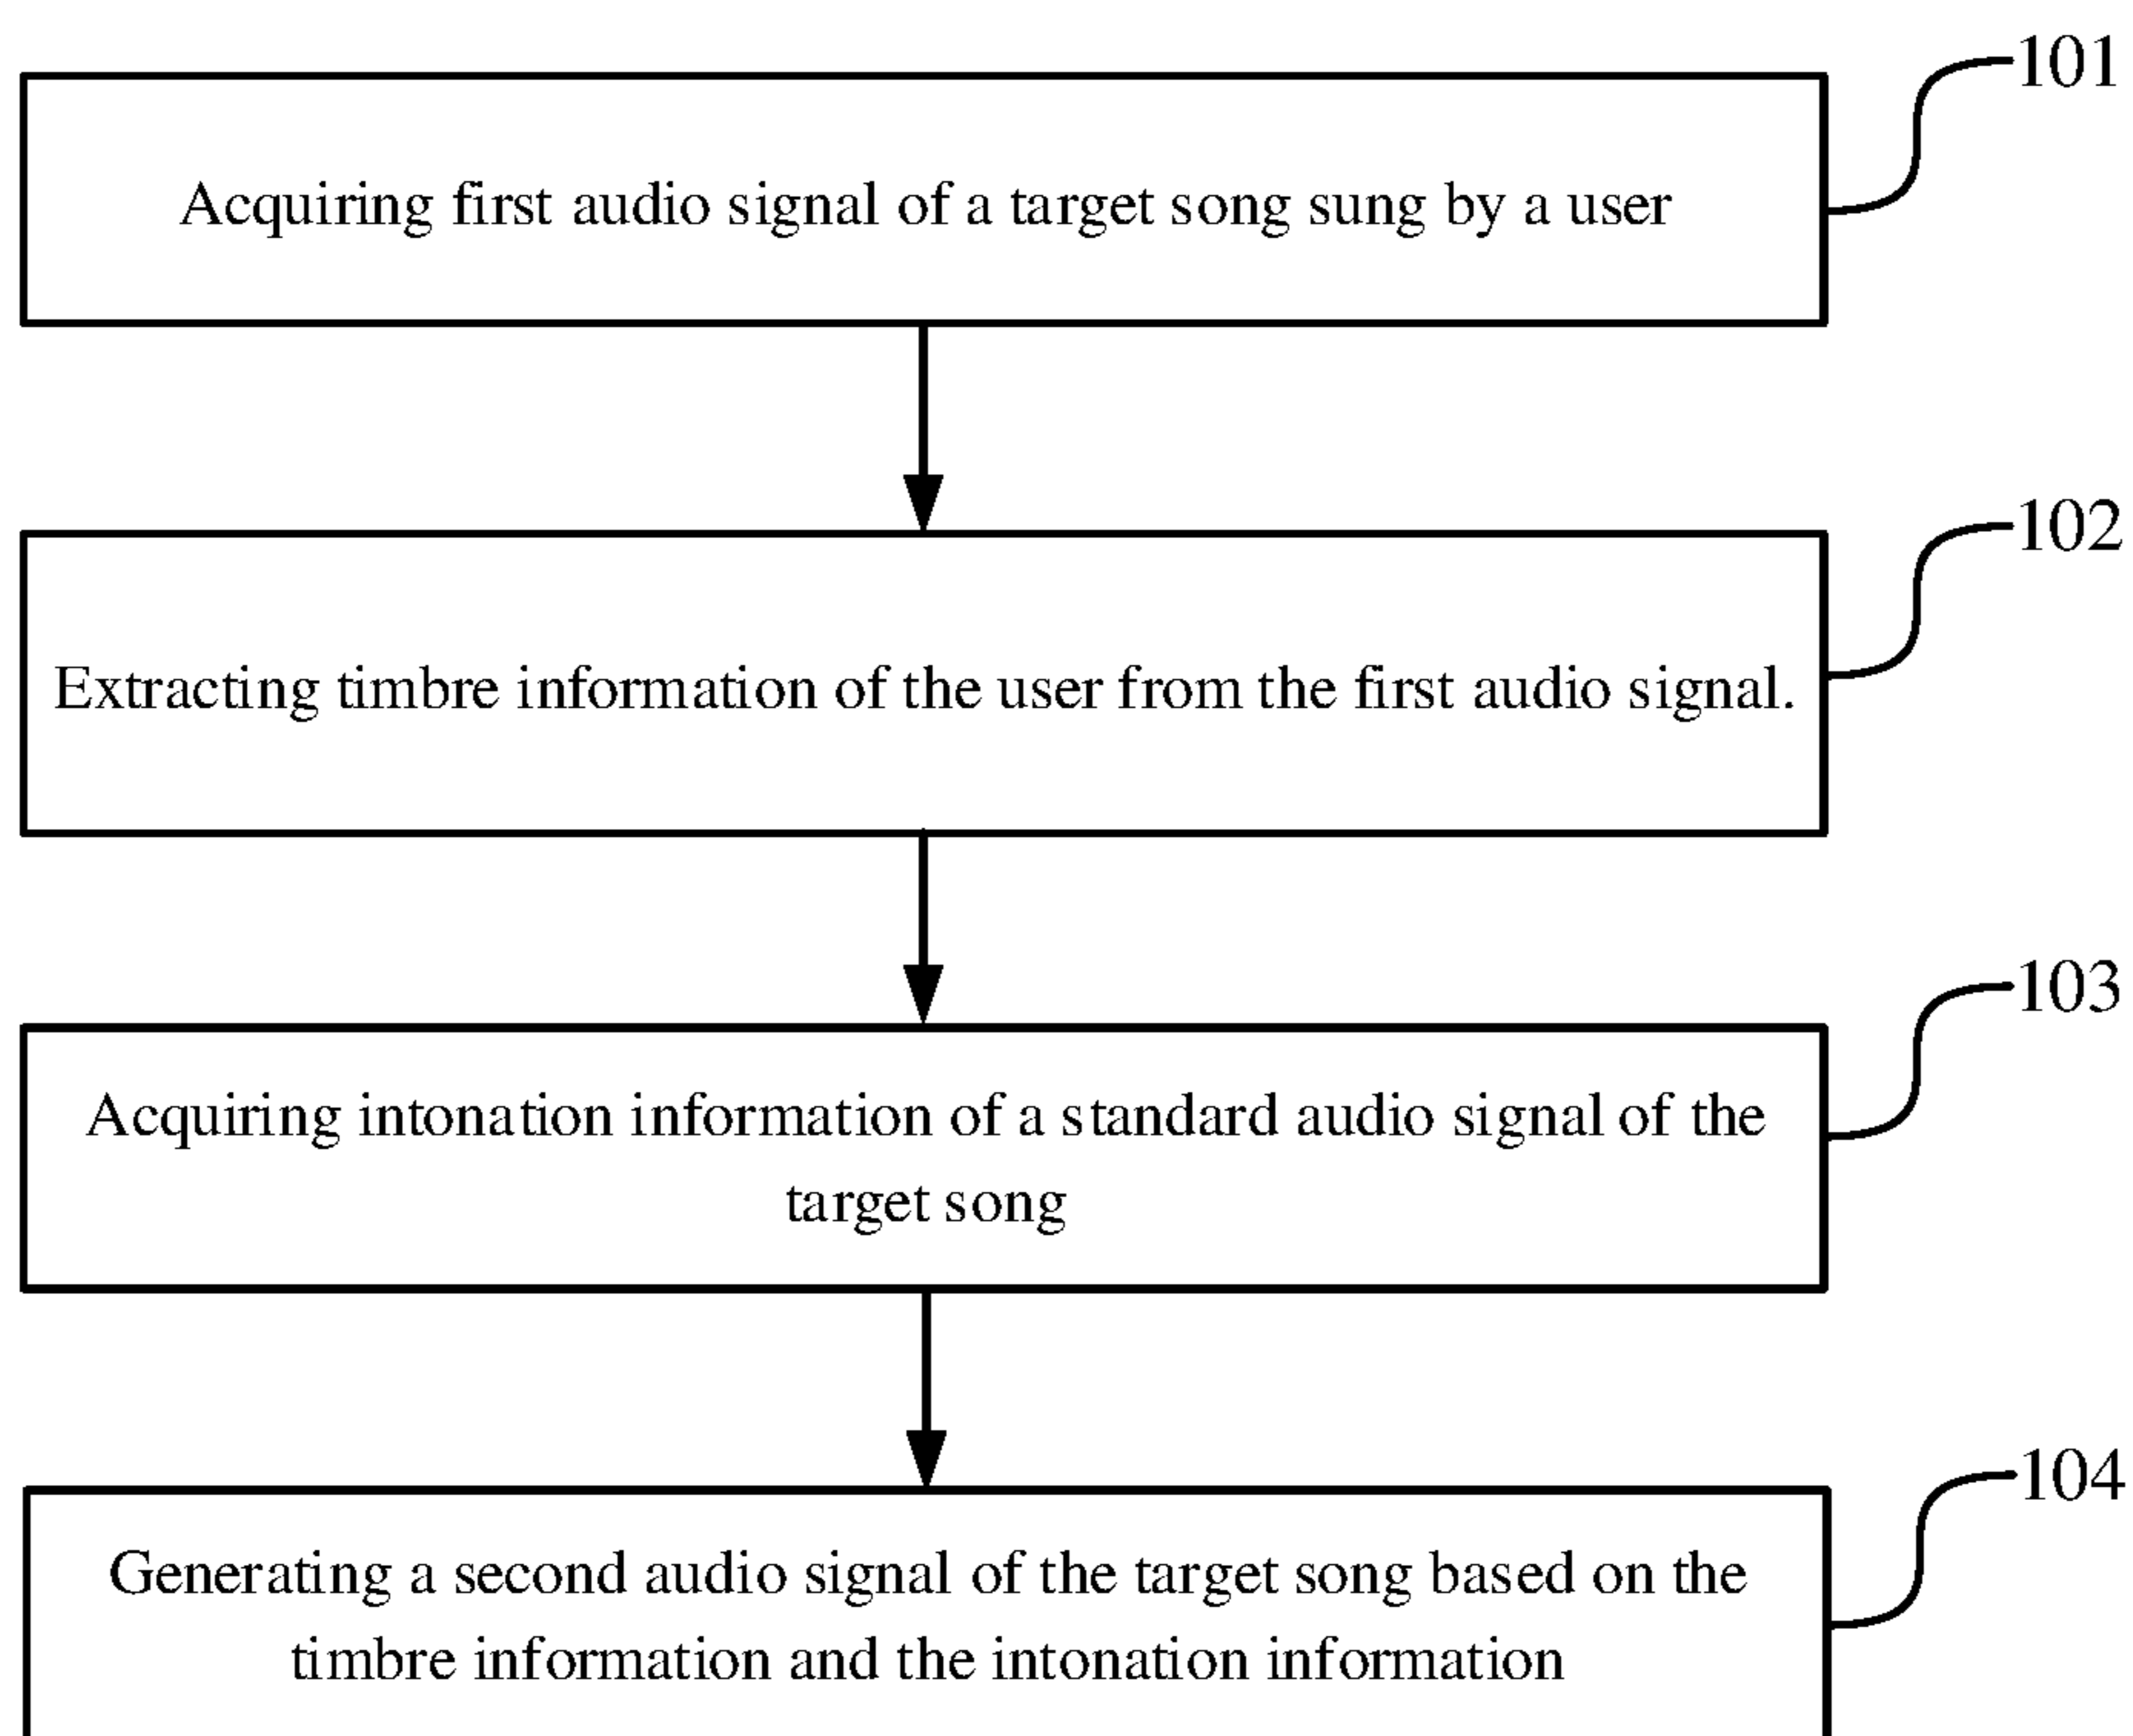 101
Acquiring first audio signal of a target song sung by a user
102
Extracting timbre information of the user from the first audio signal.
103
Acquiring intonation information of a standard audio signal of the
target song
104
Generating a second audio signal of the target song based on the
timbre information and the intonation information